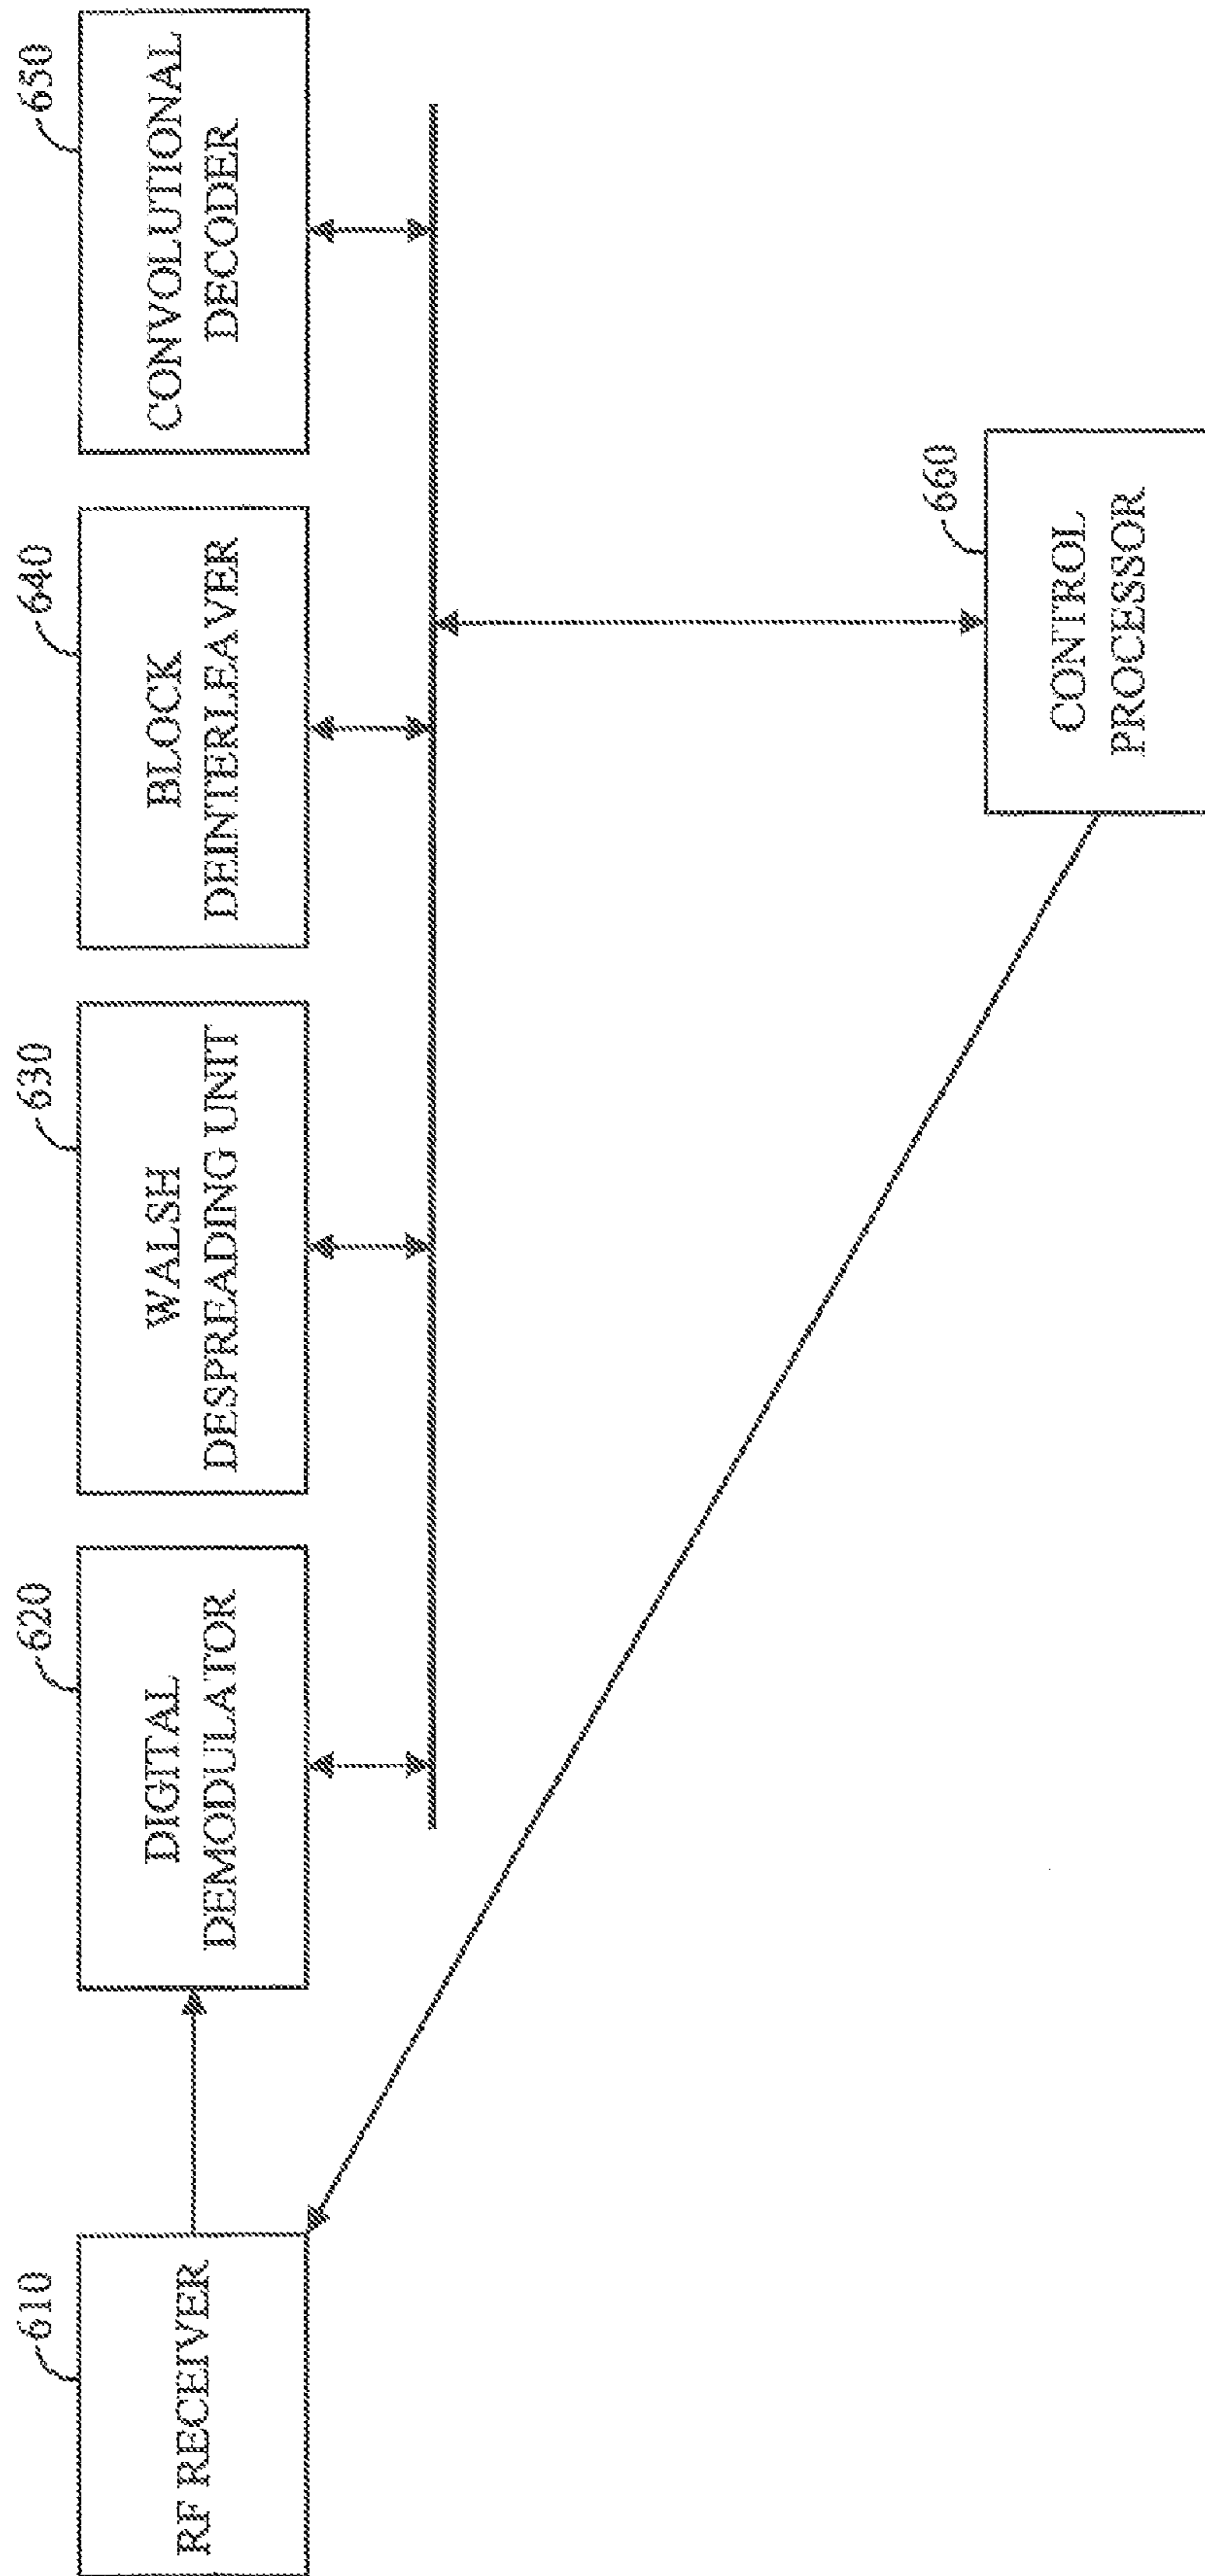 610
RF RECEIVER
620
DIGITAL
DEMODULATOR
630
WALSH
DESPREADING UNIT
640
BLOCK
DEINTERLEAVER
650
CONVOLUTIONAL
DECODER
660
CONTROL
PROCESSOR